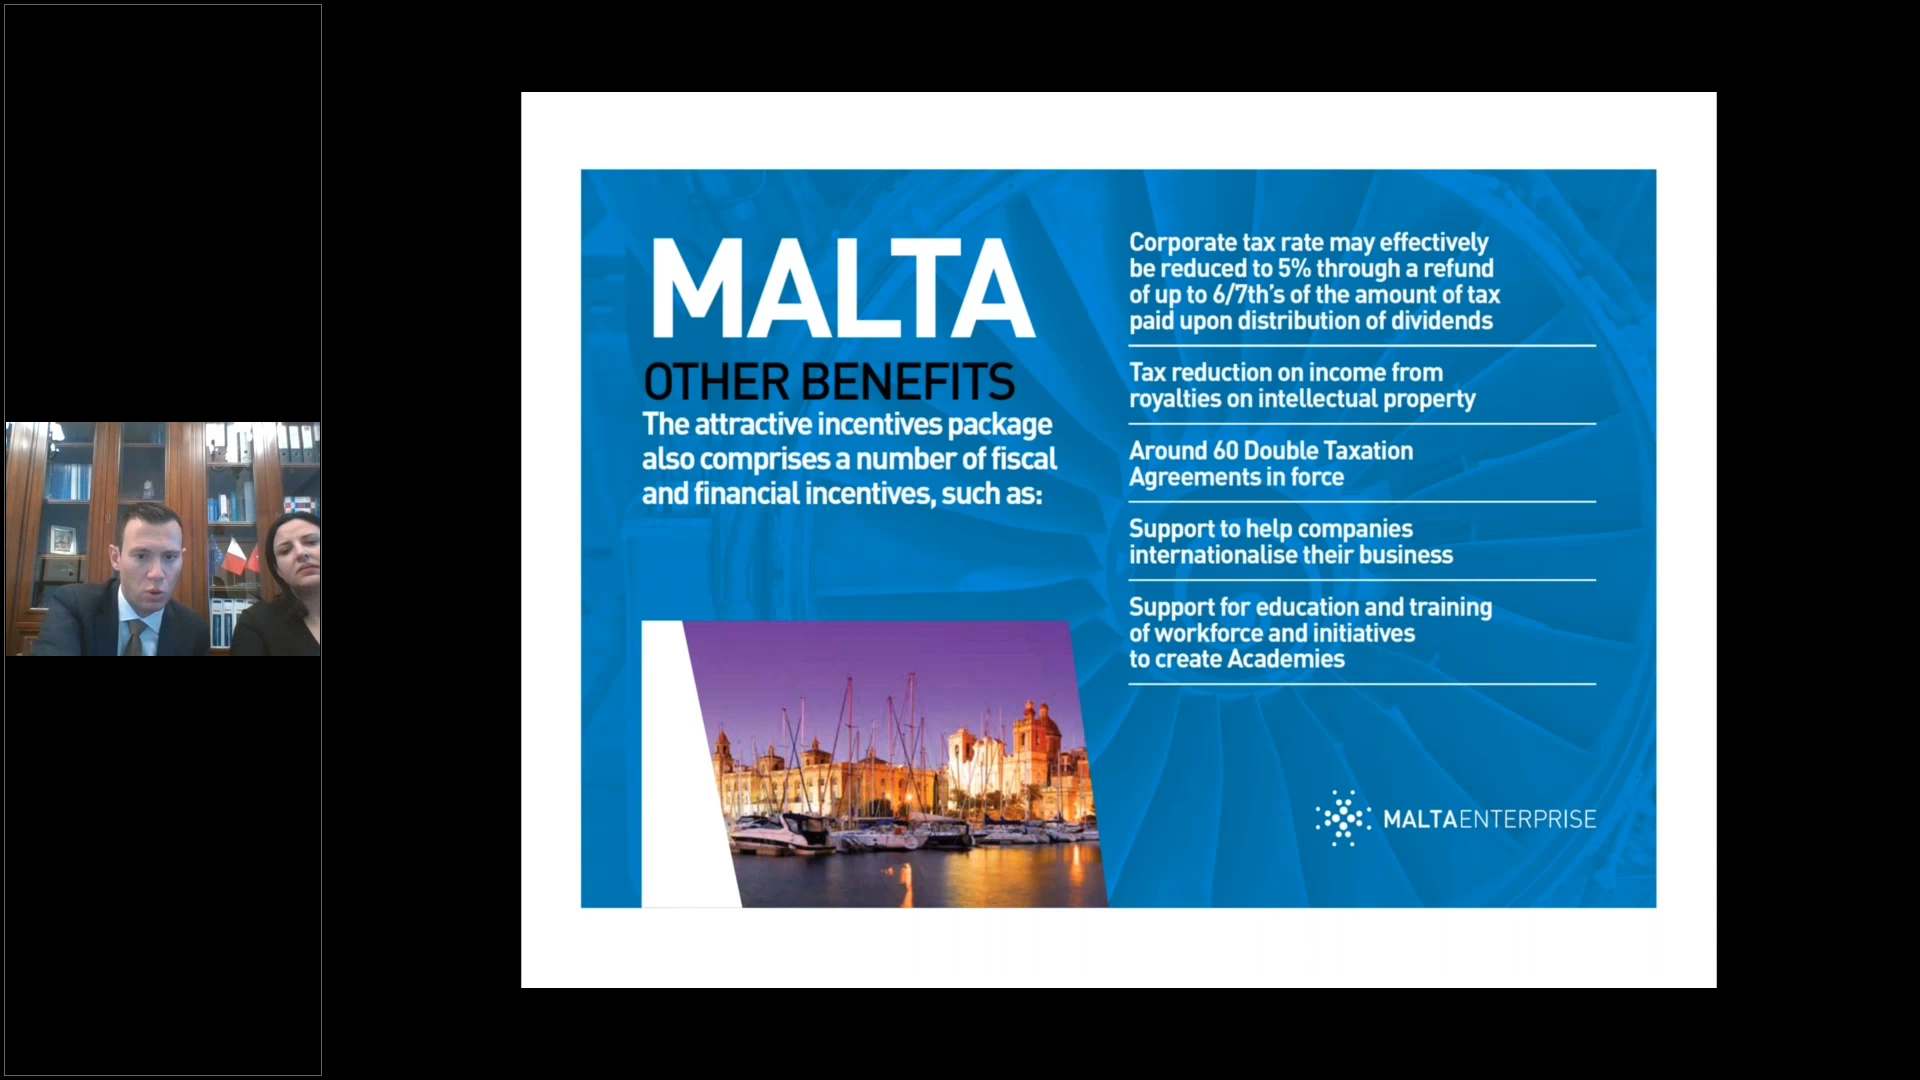 MALTA
OTHER BENEFITS
The attractive incentives package
also comprises a number of fiscal
and financial incentives, such as:
Corporate tax rate may effectively
be reduced to 5% through a refund
of up to 6/7th's of the amount of tax
paid upon distribution of dividends
Tax reduction on income from
royalties on intellectual property
Around 60 Double Taxation
Agreements in force
Support to help companies
internationalise their business
Support for education and training
of workforce and initiatives
to create Academies
MALTAENTERPRISE